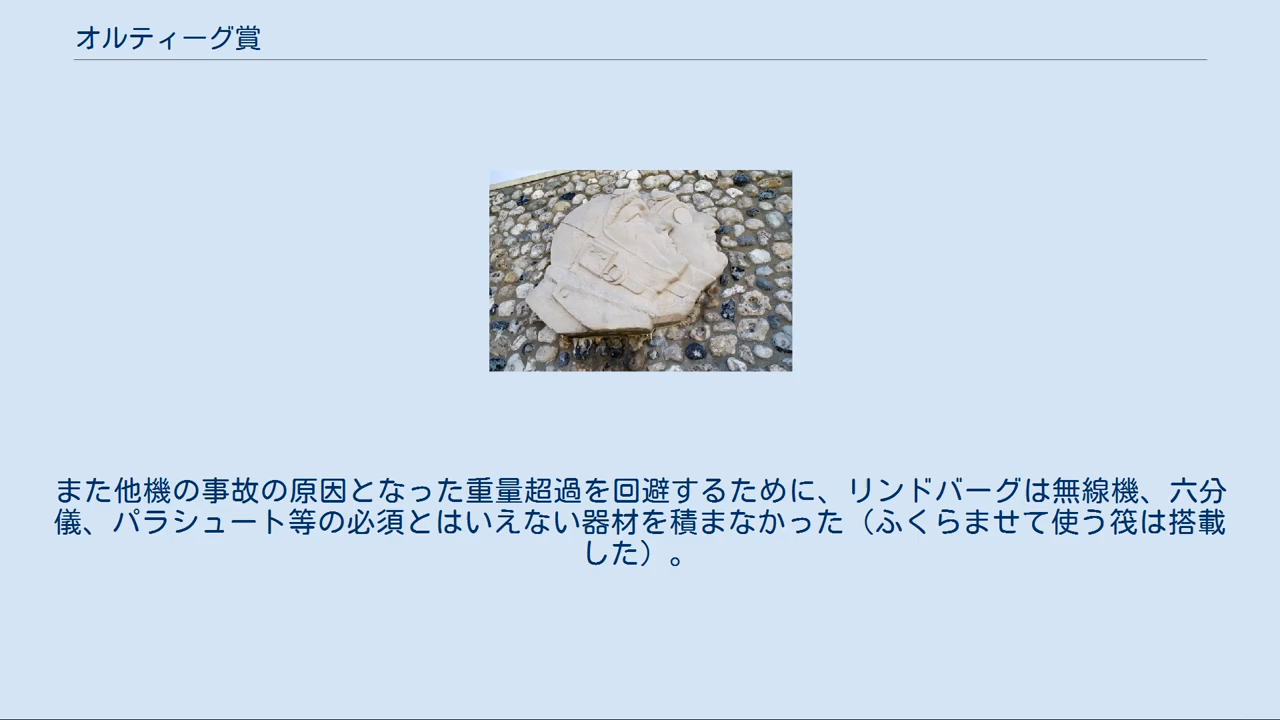 オルティーグ賞
また他機の事故の原因となった重量超過を回避するために、リンドバーグは無線機、六分
儀、パラシュート等の必須とはいえない器材を積まなかった（ふくらませて使う筏は搭載
した）。